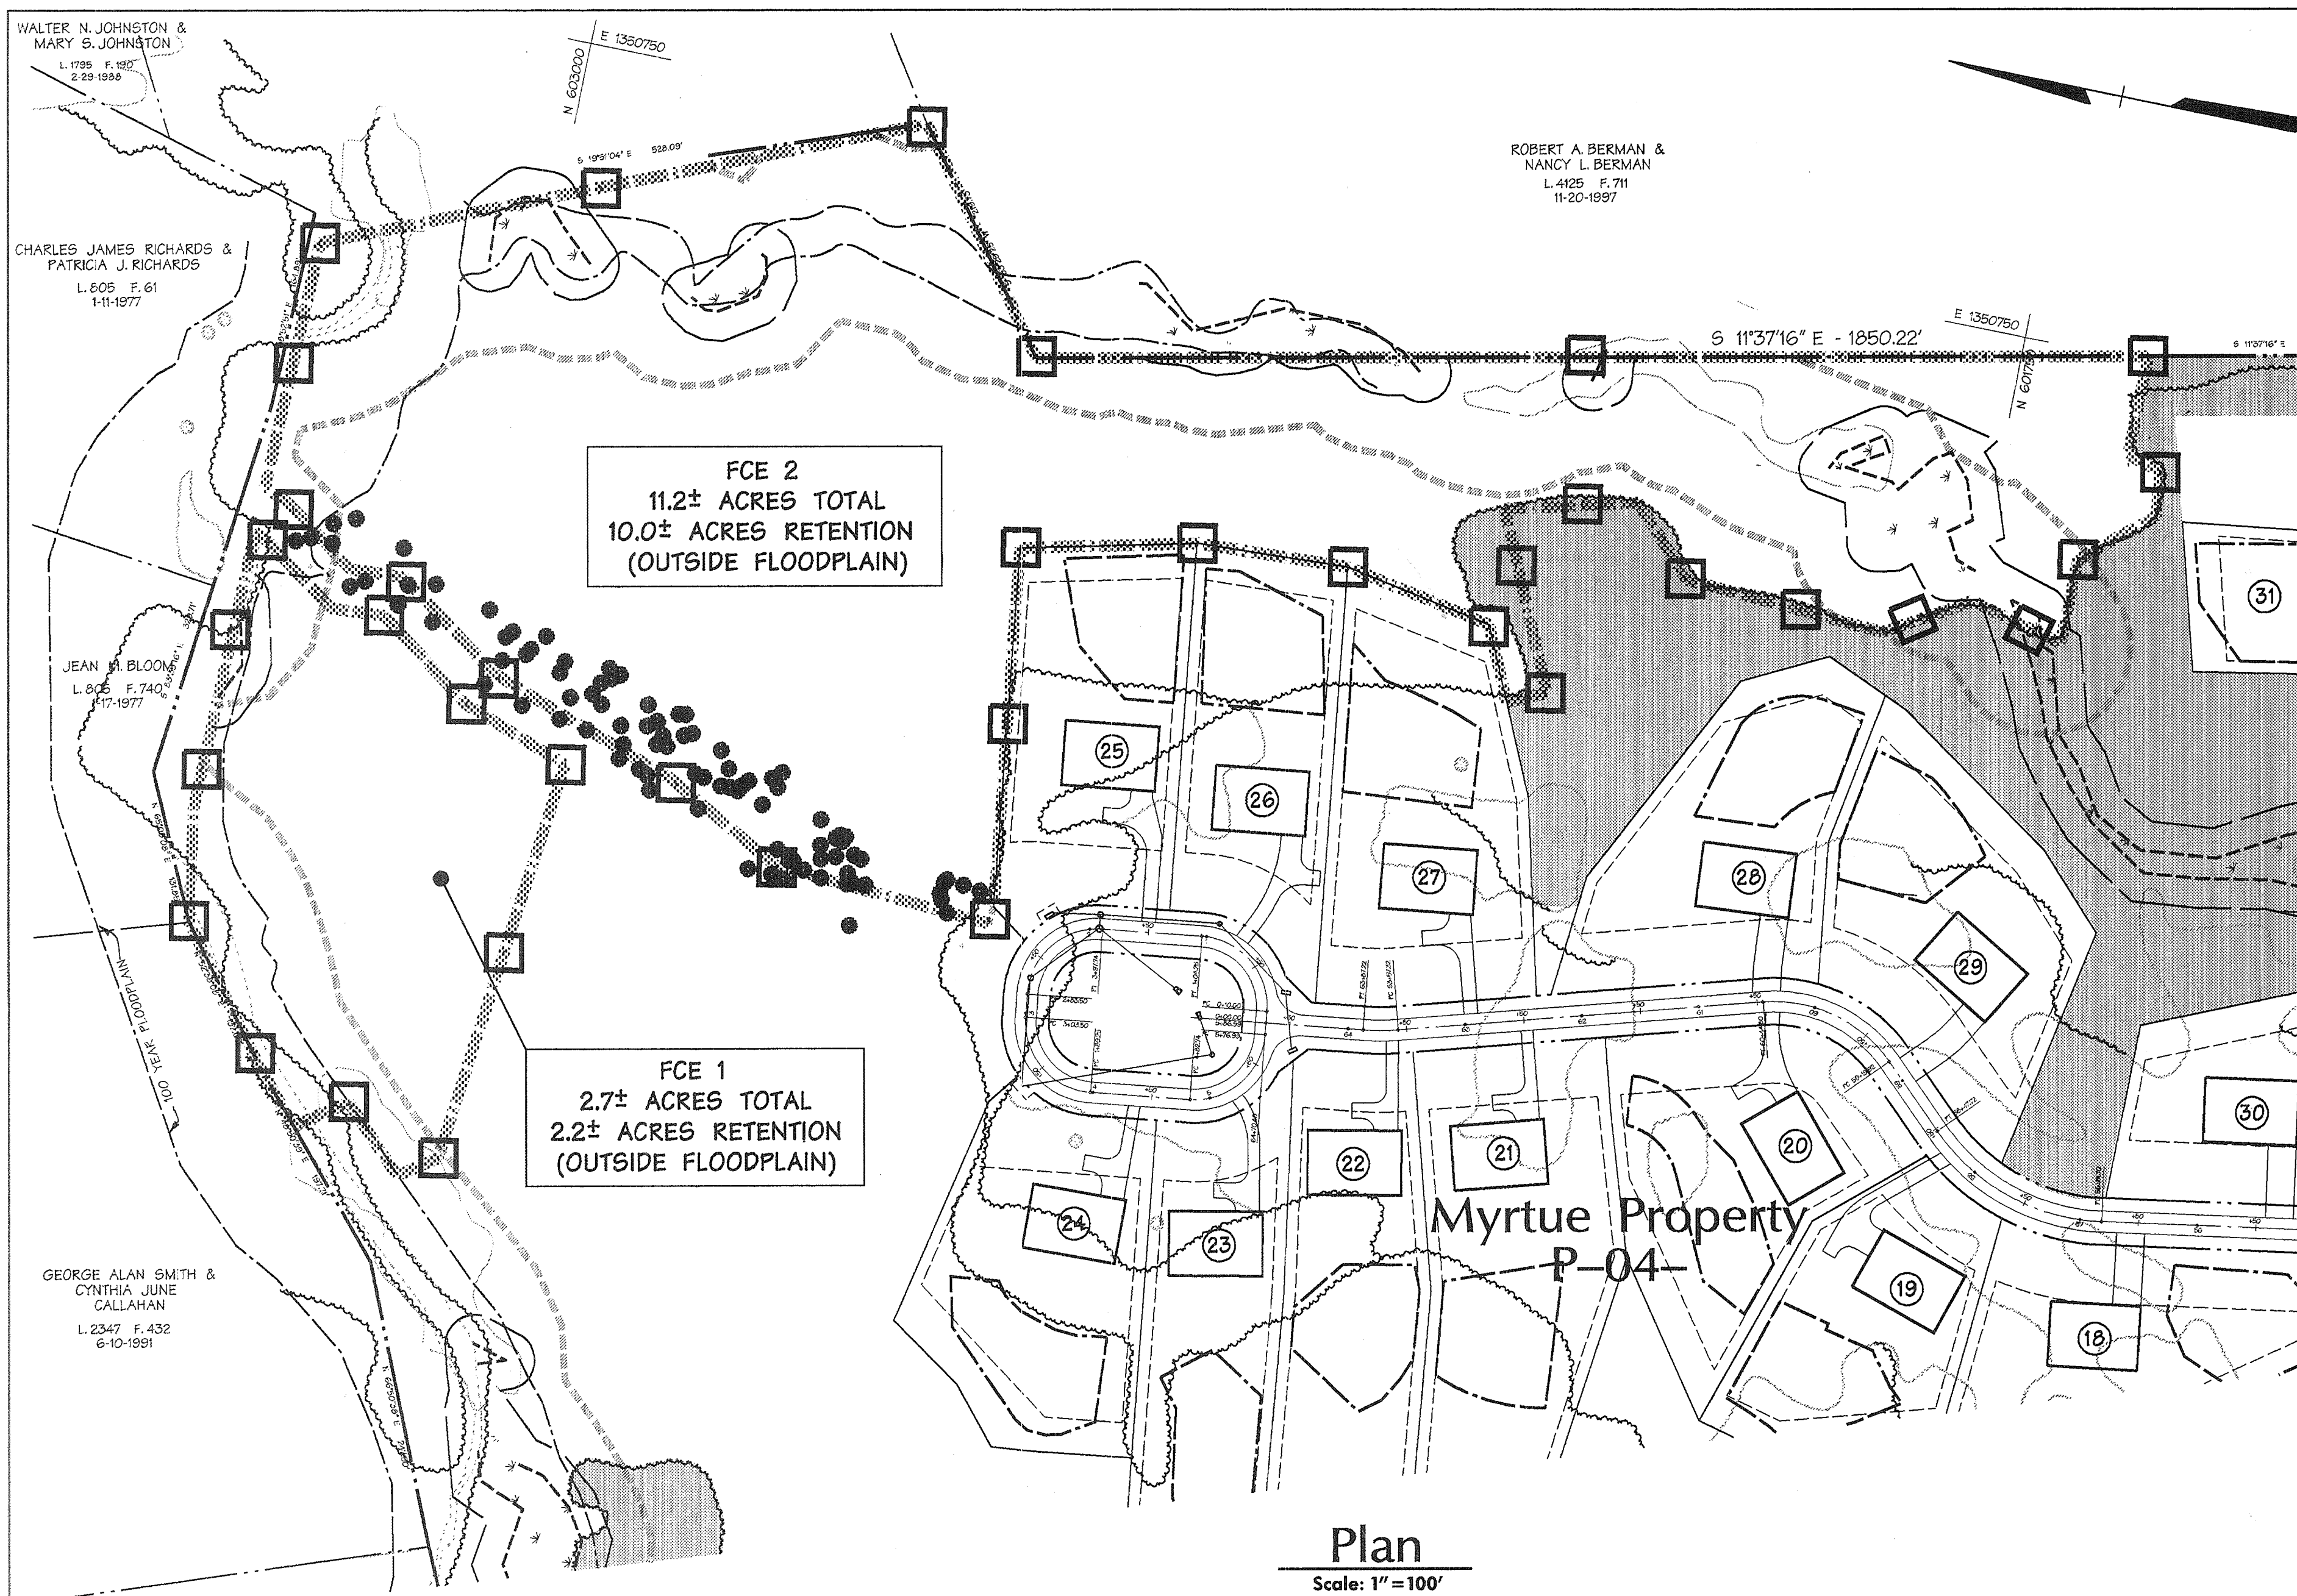 WALTER N. JOHNSTON &
MARY S. JOHNSTON
L. 1795 F. 190
2-29-1988
N 603000
E 1350750
S 19°51'04" E 528.09'
ROBERT A. BERMAN &
NANCY L. BERMAN
L. 4125 F. 711
11-20-1997
CHARLES JAMES RICHARDS &
PATRICIA J. RICHARDS
L. 805 F. 61
1-11-1977
S 11°37'16" E - 1850.22'
E 1350750
S 11°37'16" E
FCE 2
11.2± ACRES TOTAL
10.0± ACRES RETENTION
(OUTSIDE FLOODPLAIN)
JEAN M. BLOOM
L. 805 F. 740
100 YEAR FLOODPLAIN
FCE 1
2.7± ACRES TOTAL
2.2± ACRES RETENTION
(OUTSIDE FLOODPLAIN)
31
25
26
27
28
29
30
24
23
22
21
20
19
18
Myrtue Property
P-04-
GEORGE ALAN SMITH &
CYNTHIA JUNE
CALLAHAN
L. 2347 F. 432
6-10-1991
Plan
Scale: 1"=100'